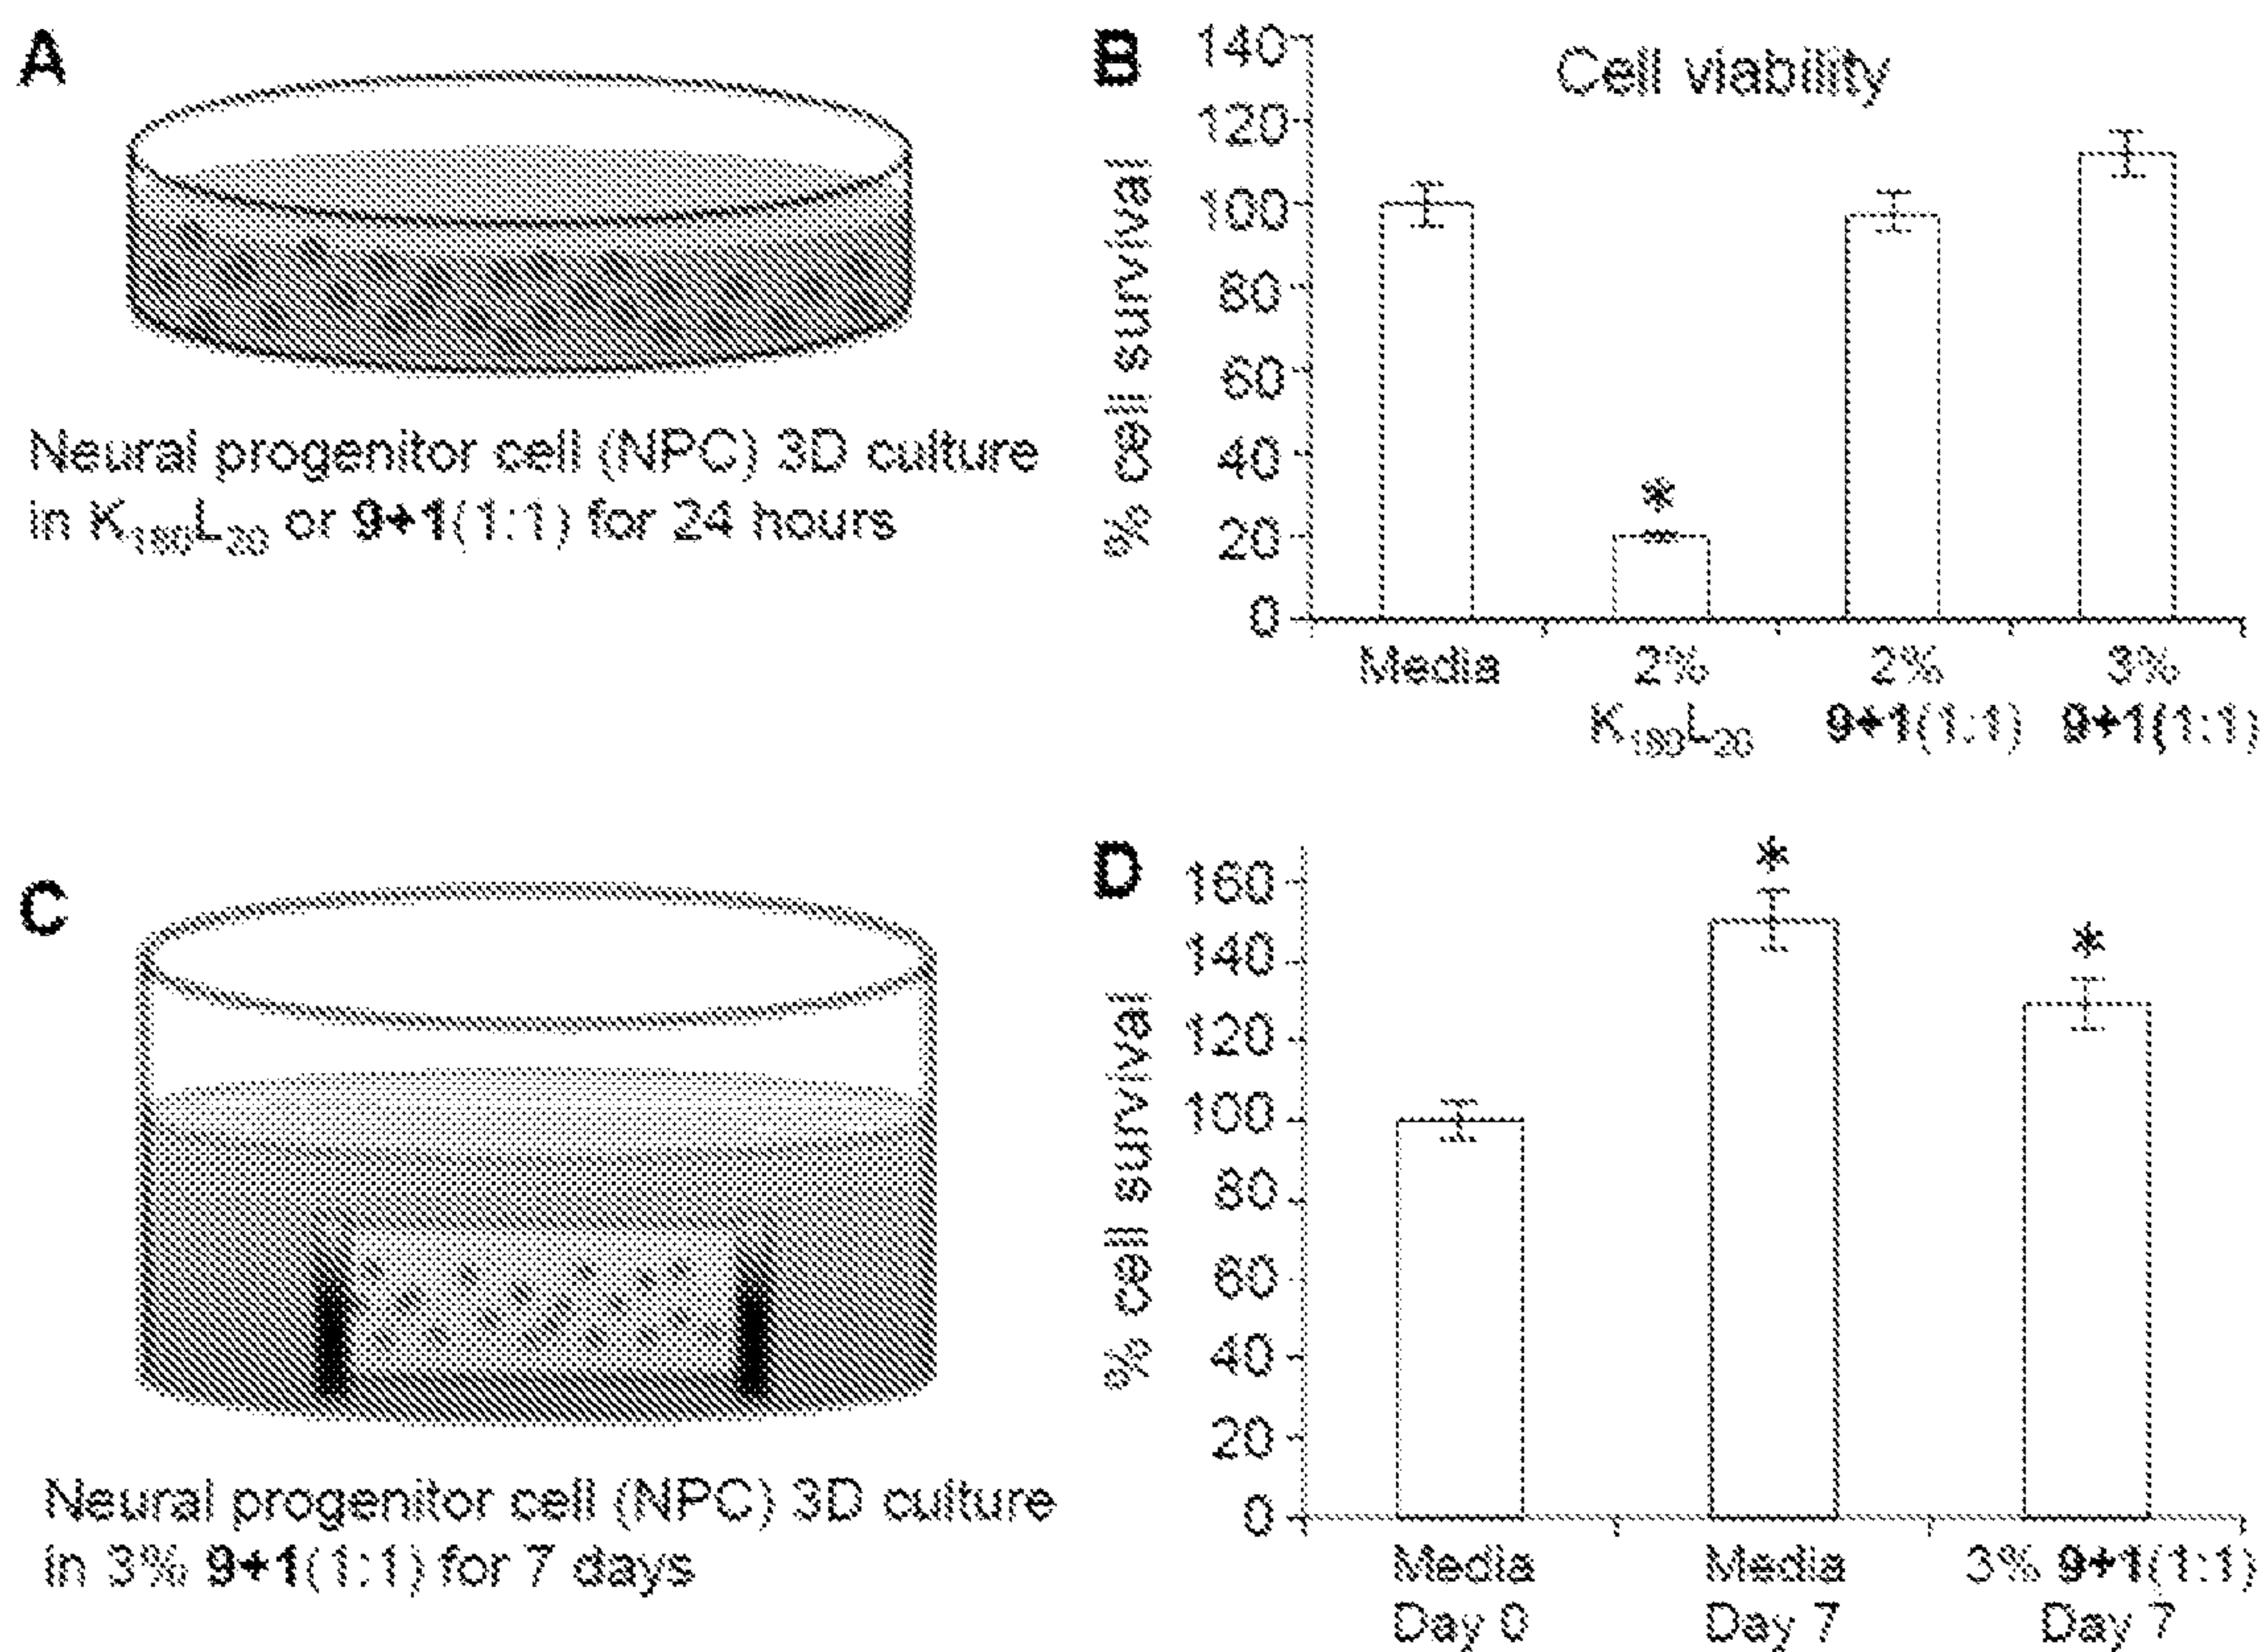 A
Neural progenitor cell (NPC) 3D culture
in K₁₈₀L₂₀ or 9+1(1:1) for 24 hours
B
Cell viability
% cell survival
140
120
100
80
60
40
20
0
Media
2%
K₁₈₀L₂₀
2%
9+1(1:1)
3%
9+1(1:1)
*
C
Neural progenitor cell (NPC) 3D culture
in 3% 9+1(1:1) for 7 days
D
% cell survival
160
140
120
100
80
60
40
20
0
*
*
Media
Day 0
Media
Day 7
3% 9+1(1:1)
Day 7